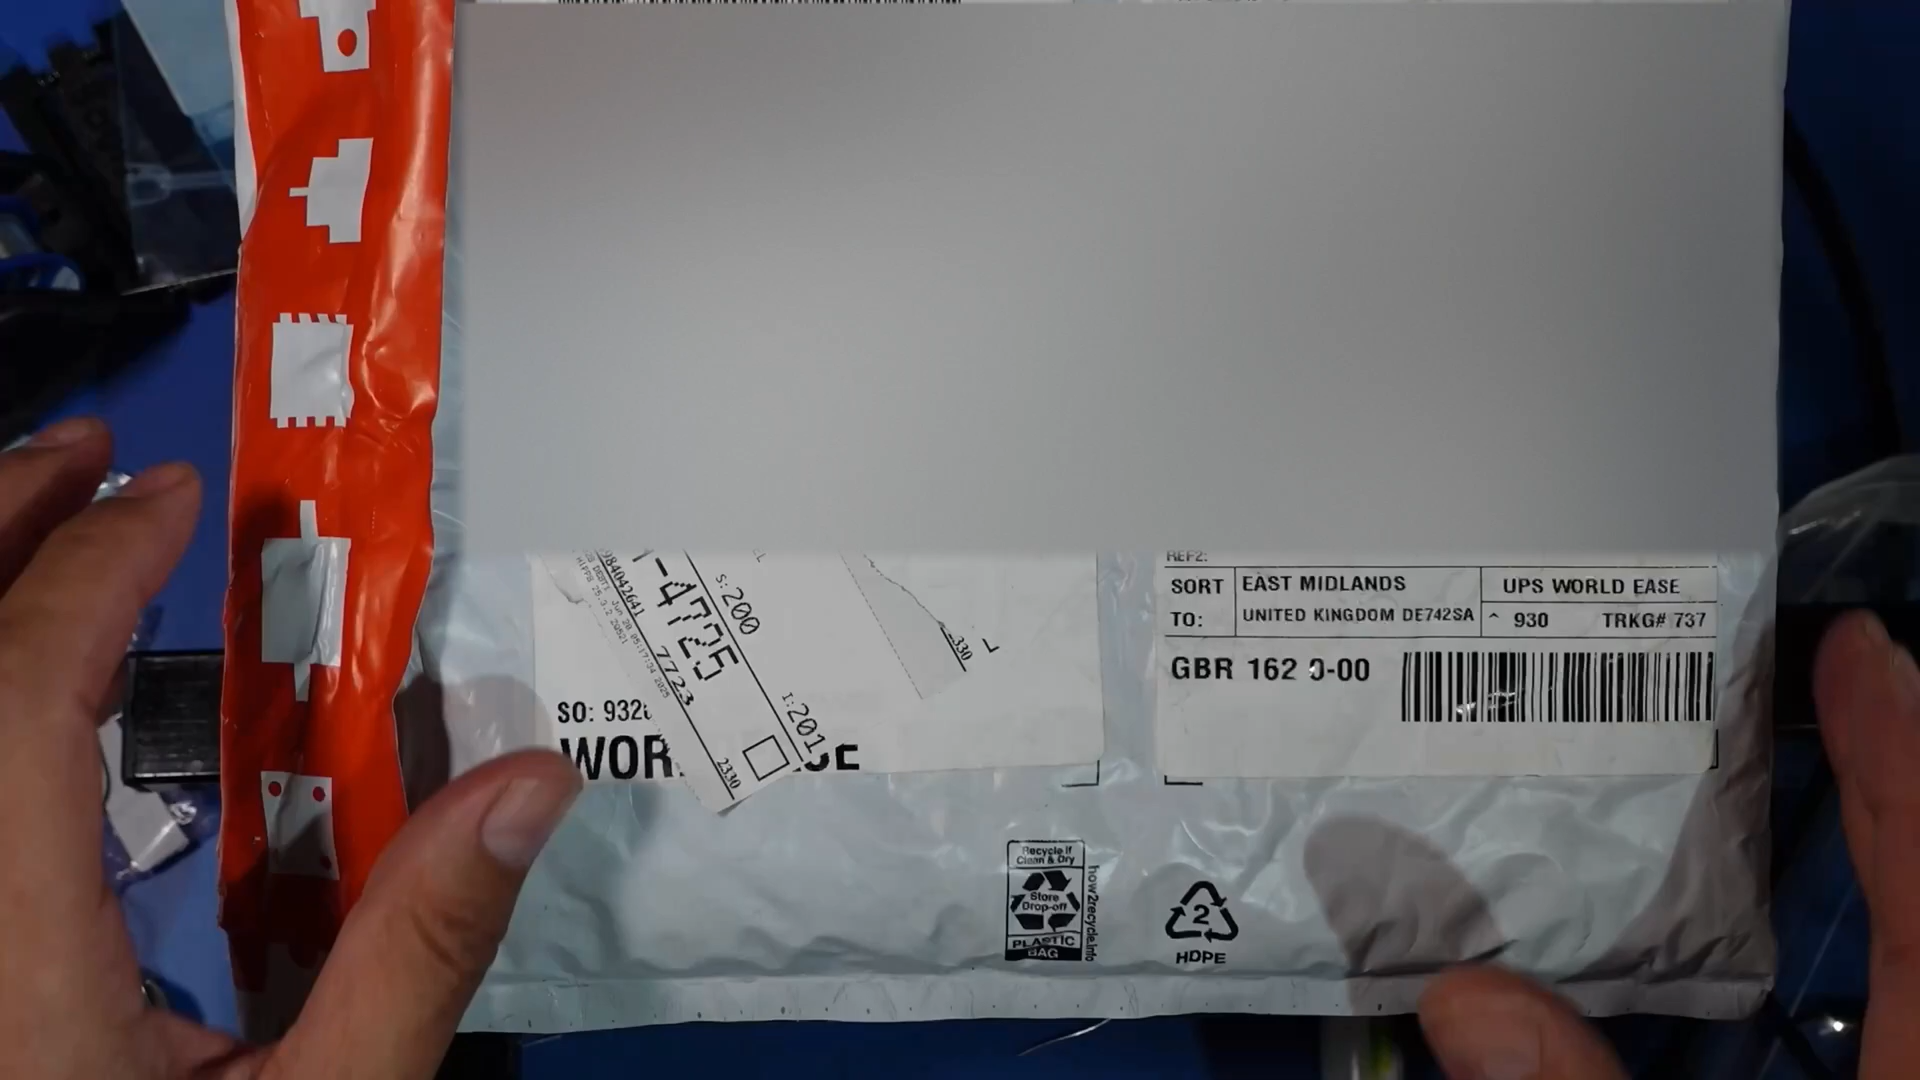 REF2:
SORT
TO:
EAST MIDLANDS
UNITED KINGDOM DE742SA
UPS WORLD EASE
^ 930
TRKG# 737
GBR 162 0-00
S:200
-4725
7723
I:201
2330
330
SO: 932
WOR
SE
Recycle if
Clean & Dry
Store
Drop-off
PLASTIC
BAG
how2recycle.info
2
HDPE